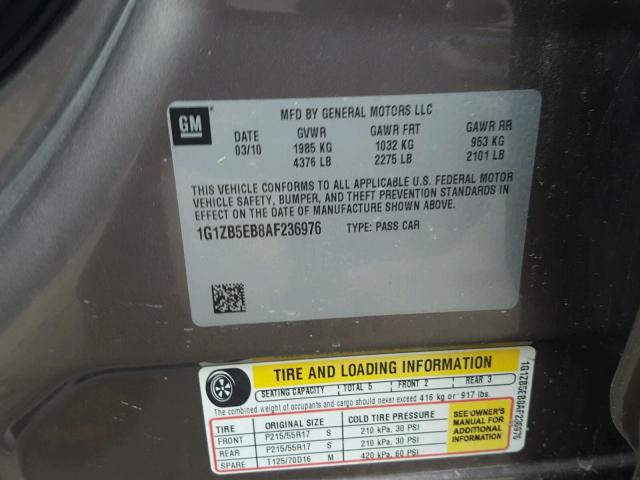 GM
MFD BY GENERAL MOTORS LLC
DATE GVWR GAWR FRT GAWR RR
03/10 1985 KG 1032 KG 953 KG
4376 LB 2275 LB 2101 LB
THIS VEHICLE CONFORMS TO ALL APPLICABLE U.S. FEDERAL MOTOR
VEHICLE SAFETY, BUMPER, AND THEFT PREVENTION STANDARDS IN
EFFECT ON THE DATE OF MANUFACTURE SHOWN ABOVE.
1G1ZB5EB8AF236976 TYPE: PASS CAR
TIRE AND LOADING INFORMATION
SEATING CAPACITY TOTAL 5 FRONT 2 REAR 3
The combined weight of occupants and cargo should never exceed 416 kg or 917 lbs.
TIRE ORIGINAL SIZE COLD TIRE PRESSURE
FRONT P215/55R17 S 210 kPa, 30 PSI
REAR P215/55R17 S 210 kPa, 30 PSI
SPARE T125/70D16 M 420 kPa, 60 PSI
SEE OWNER'S
MANUAL FOR
ADDITIONAL
INFORMATION
1G1ZB5EB8AF236976